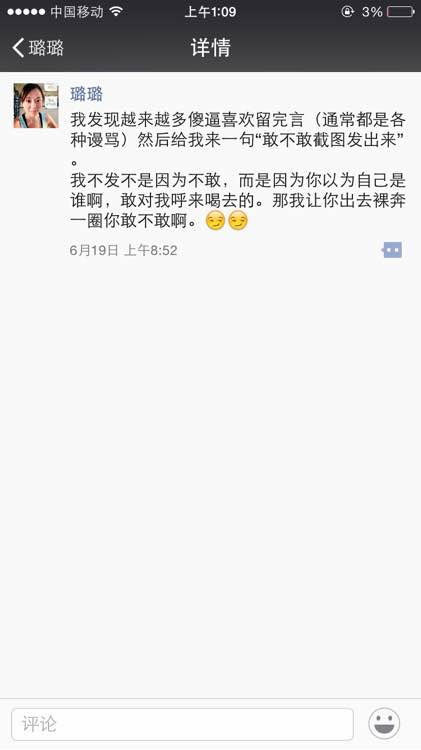 中国移动 上午1:09 3%
璐璐 详情
璐璐
我发现越来越多傻逼喜欢留完言（通常都是各
种谩骂）然后给我来一句“敢不敢截图发出来”
。
我不发不是因为不敢，而是因为你以为自己是
谁啊，敢对我呼来喝去的。那我让你出去裸奔
一圈你敢不敢啊。😏😏
6月19日 上午8:52
评论